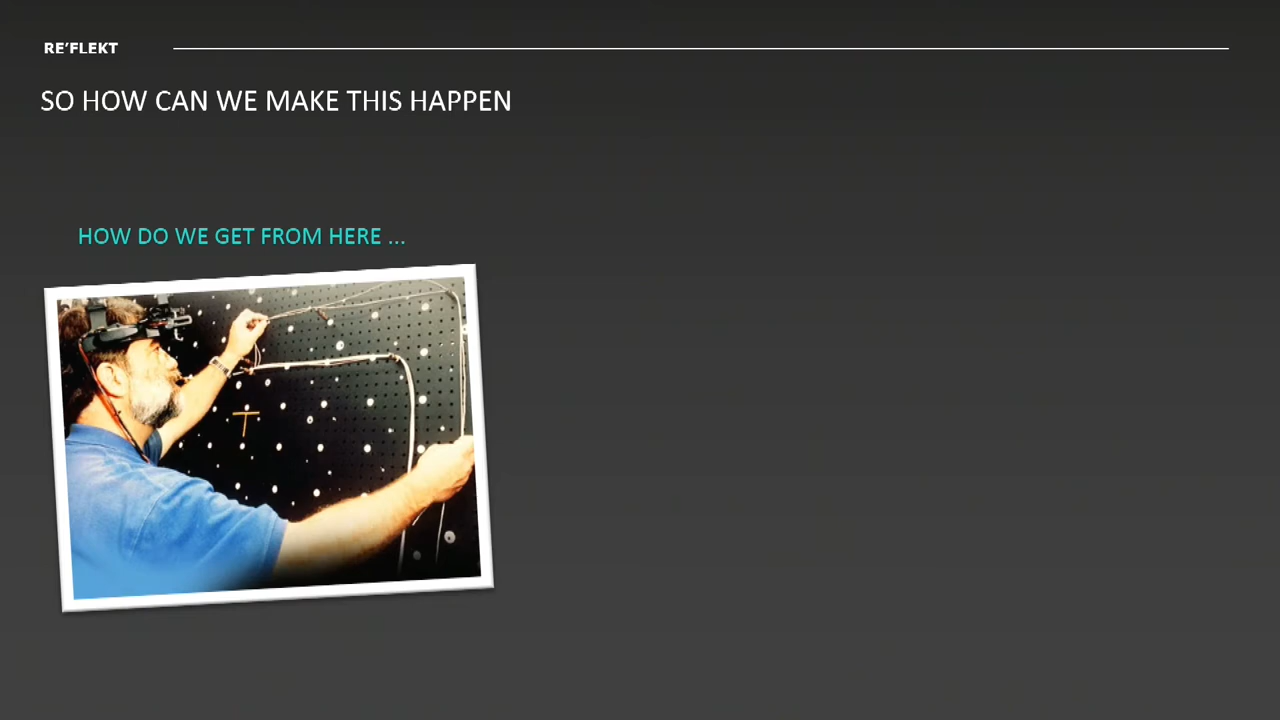 RE'FLEKT
SO HOW CAN WE MAKE THIS HAPPEN
HOW DO WE GET FROM HERE ...